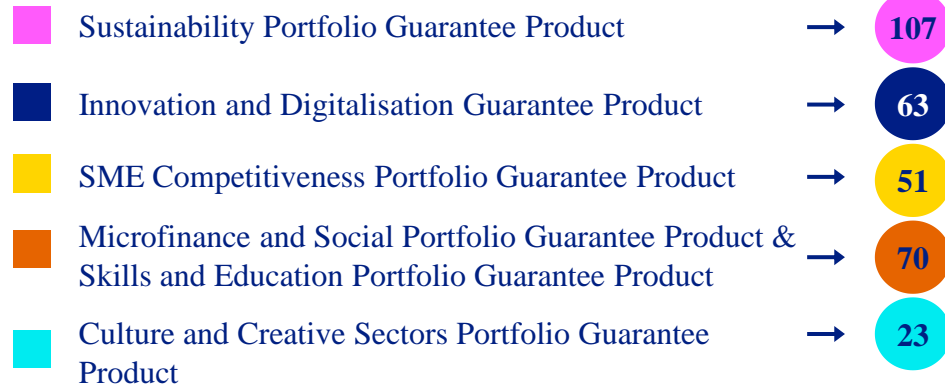 Sustainability Portfolio Guarantee Product → 107
Innovation and Digitalisation Guarantee Product → 63
SME Competitiveness Portfolio Guarantee Product → 51
Microfinance and Social Portfolio Guarantee Product &
Skills and Education Portfolio Guarantee Product → 70
Culture and Creative Sectors Portfolio Guarantee → 23
Product